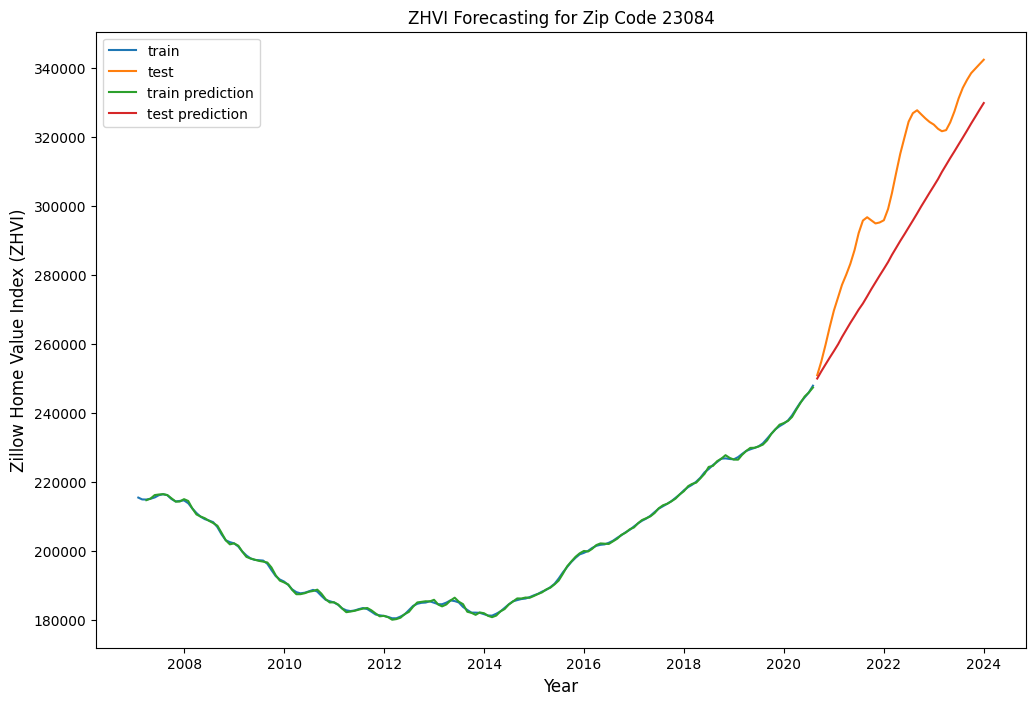 ZHVI Forecasting for Zip Code 23084
train
test
train prediction
test prediction
Zillow Home Value Index (ZHVI)
340000
320000
300000
280000
260000
240000
220000
200000
180000
2008 2010 2012 2014 2016 2018 2020 2022 2024
Year